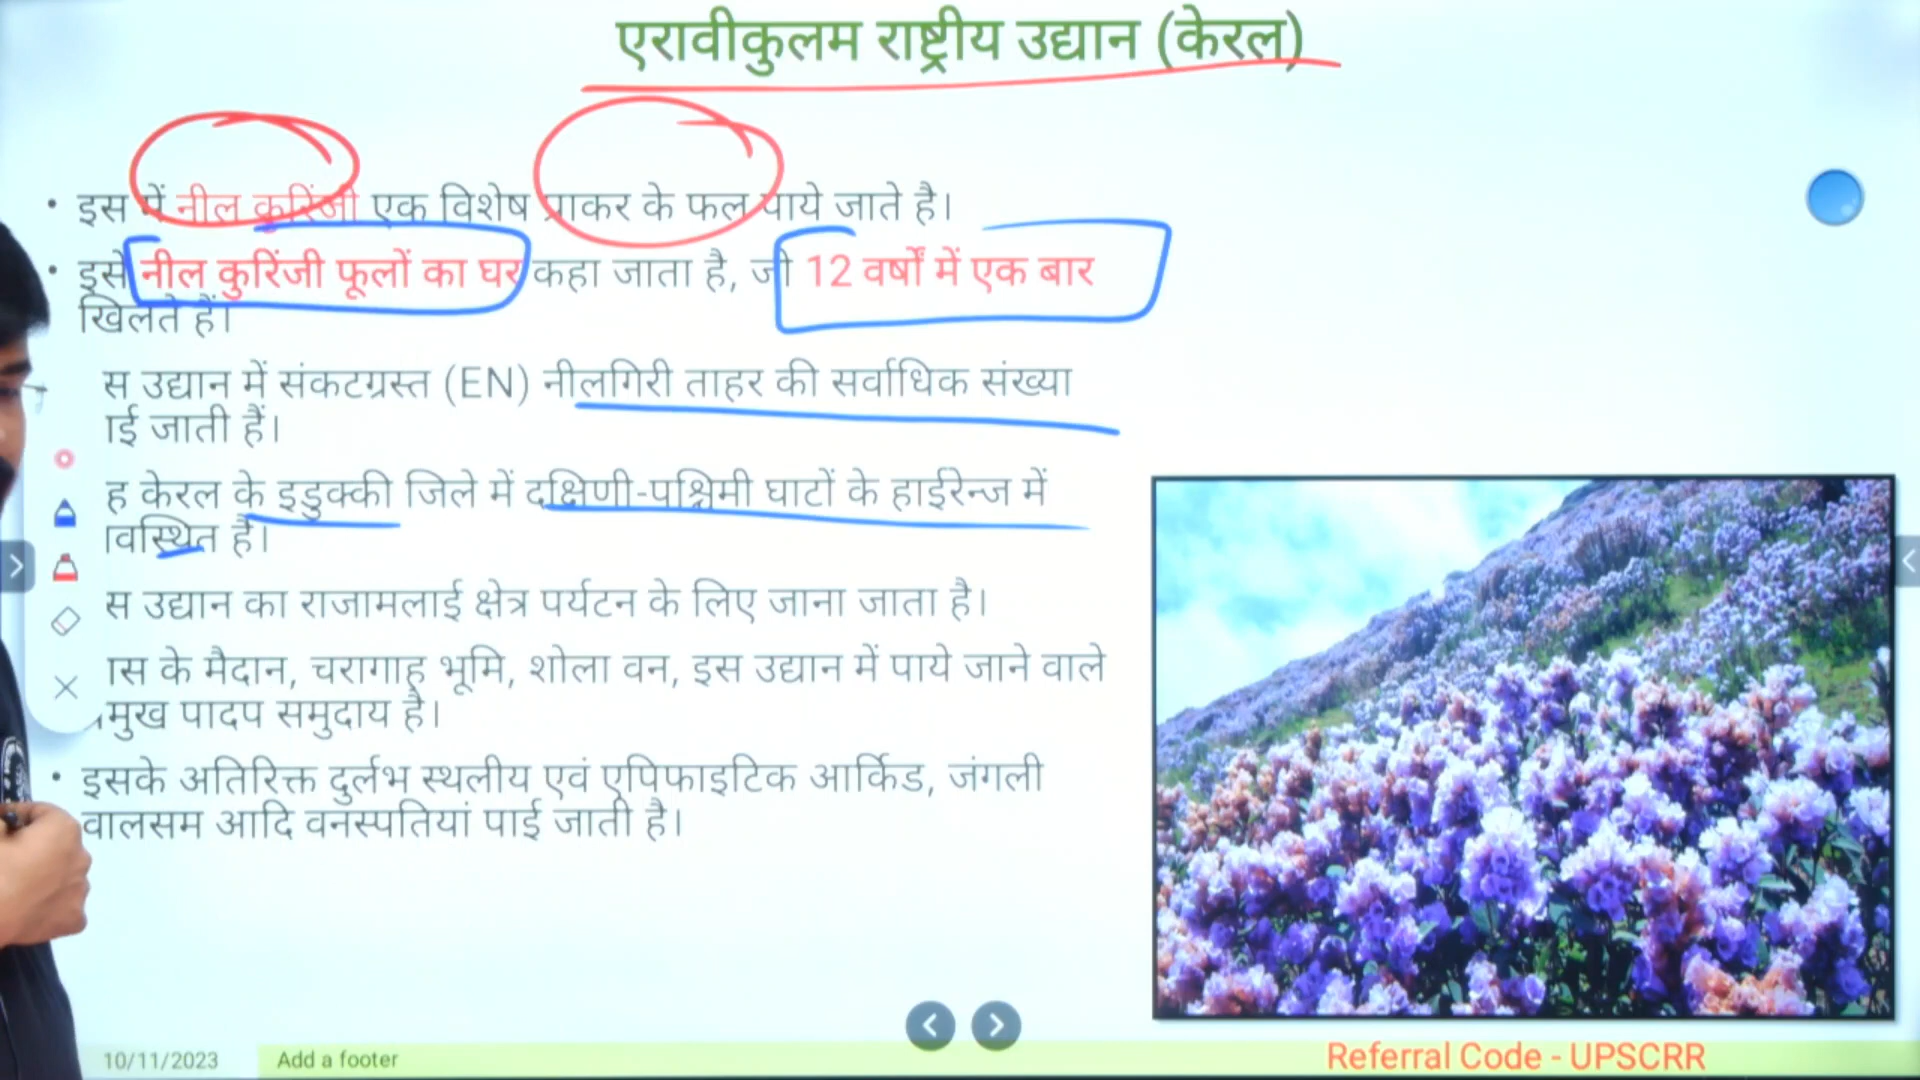 एरावीकुलम राष्ट्रीय उद्यान (केरल)
• इस में नील कुरिंजी एक विशेष प्राकर के फल पाये जाते है।
• इसे नील कुरिंजी फूलों का घर कहा जाता है, जो 12 वर्षों में एक बार
खिलते हैं।
स उद्यान में संकटग्रस्त (EN) नीलगिरी ताहर की सर्वाधिक संख्या
ाई जाती हैं।
ह केरल के इडुक्की जिले में दक्षिणी-पश्चिमी घाटों के हाईरेन्ज में
वस्थित है।
स उद्यान का राजामलाई क्षेत्र पर्यटन के लिए जाना जाता है।
ास के मैदान, चरागाह भूमि, शोला वन, इस उद्यान में पाये जाने वाले
्रमुख पादप समुदाय है।
• इसके अतिरिक्त दुर्लभ स्थलीय एवं एपिफाइटिक आर्किड, जंगली
वालसम आदि वनस्पतियां पाई जाती है।
10/11/2023 Add a footer
Referral Code - UPSCRR